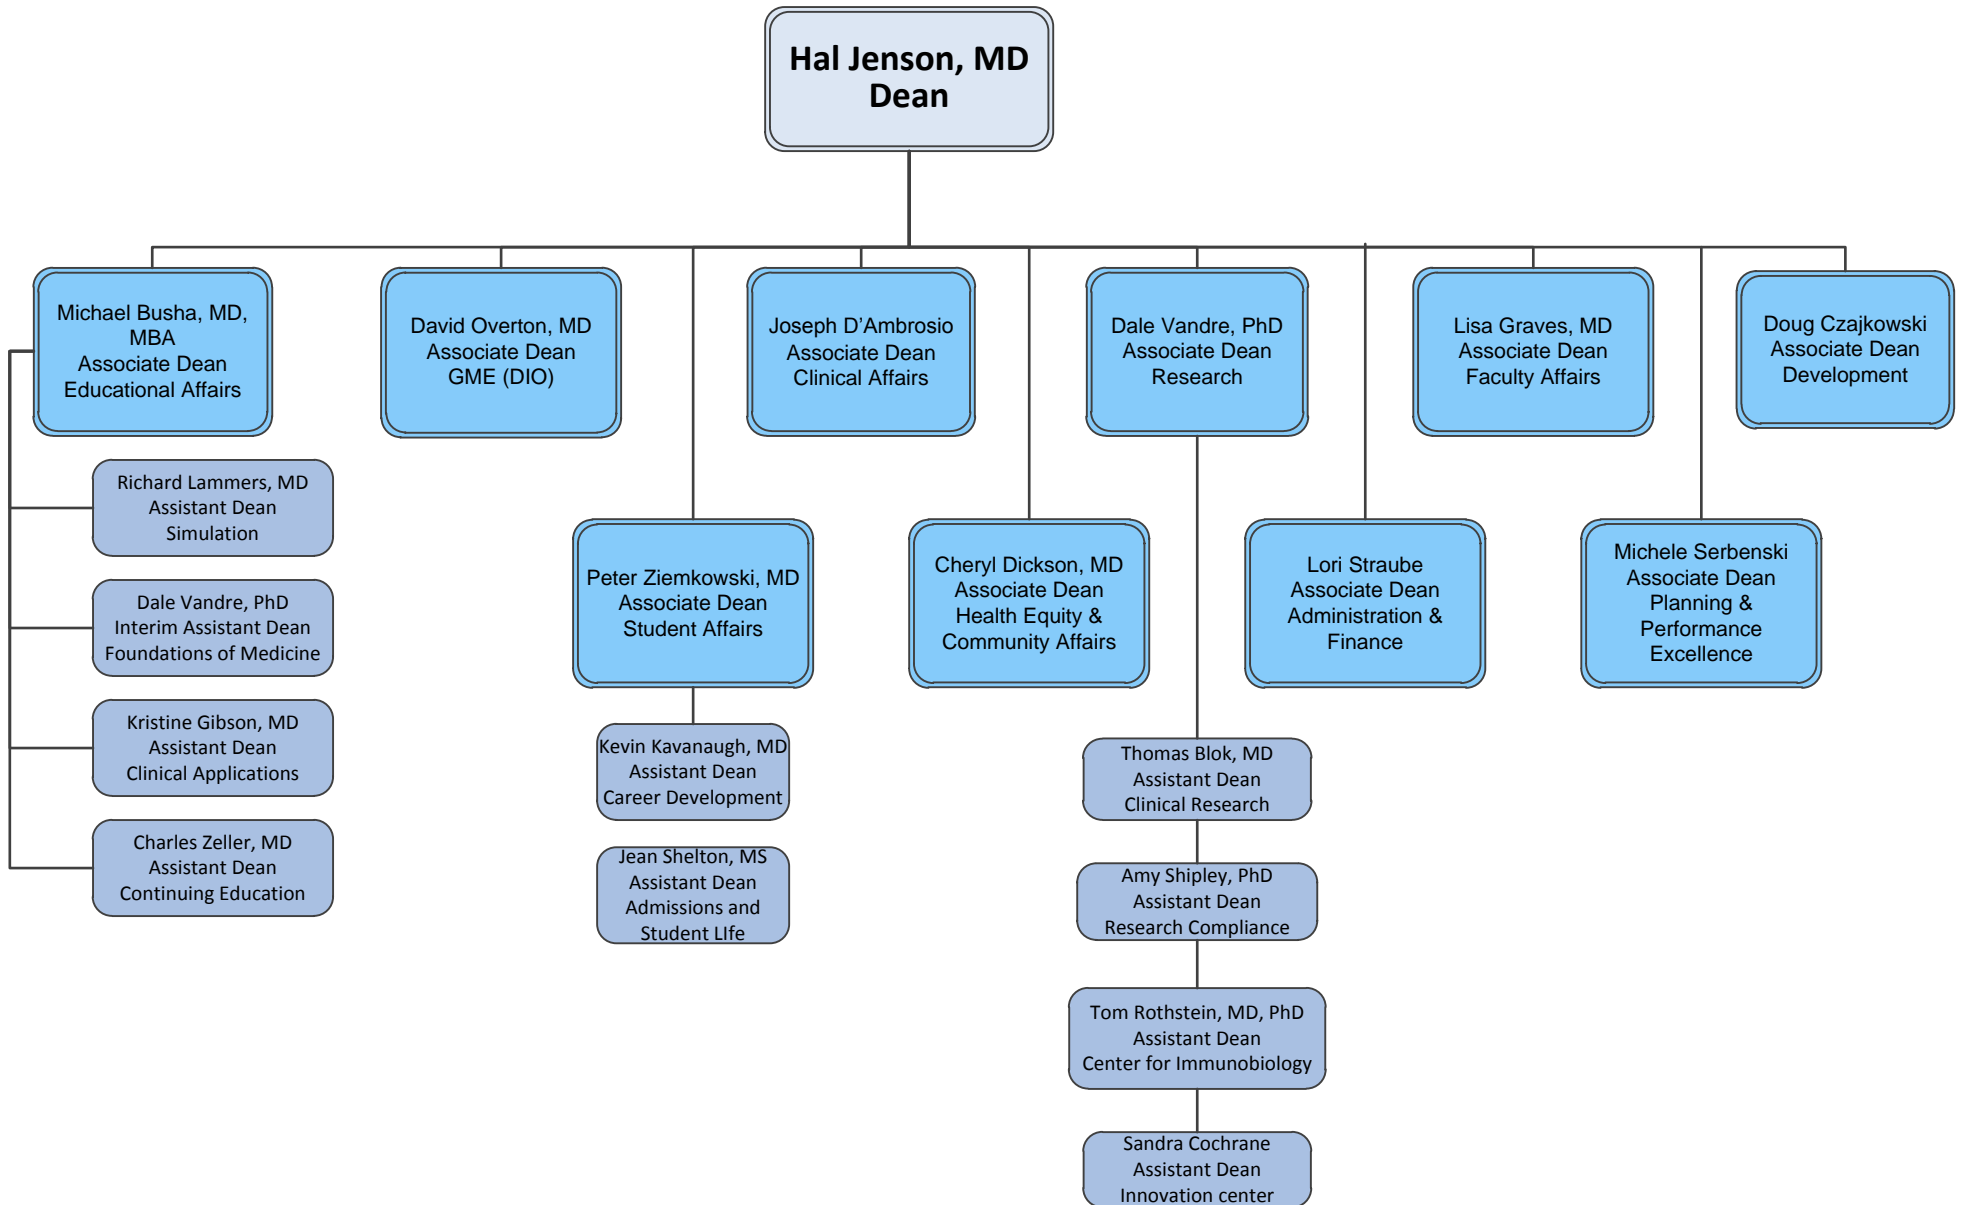 Hal Jenson, MD
Dean
Michael Busha, MD,
MBA
Associate Dean
Educational Affairs
David Overton, MD
Associate Dean
GME (DIO)
Joseph D’Ambrosio
Associate Dean
Clinical Affairs
Dale Vandre, PhD
Associate Dean
Research
Lisa Graves, MD
Associate Dean
Faculty Affairs
Doug Czajkowski
Associate Dean
Development
Richard Lammers, MD
Assistant Dean
Simulation
Dale Vandre, PhD
Interim Assistant Dean
Foundations of Medicine
Kristine Gibson, MD
Assistant Dean
Clinical Applications
Charles Zeller, MD
Assistant Dean
Continuing Education
Peter Ziemkowski, MD
Associate Dean
Student Affairs
Cheryl Dickson, MD
Associate Dean
Health Equity &
Community Affairs
Lori Straube
Associate Dean
Administration &
Finance
Michele Serbenski
Associate Dean
Planning &
Performance
Excellence
Kevin Kavanaugh, MD
Assistant Dean
Career Development
Jean Shelton, MS
Assistant Dean
Admissions and
Student LIfe
Thomas Blok, MD
Assistant Dean
Clinical Research
Amy Shipley, PhD
Assistant Dean
Research Compliance
Tom Rothstein, MD, PhD
Assistant Dean
Center for Immunobiology
Sandra Cochrane
Assistant Dean
Innovation center